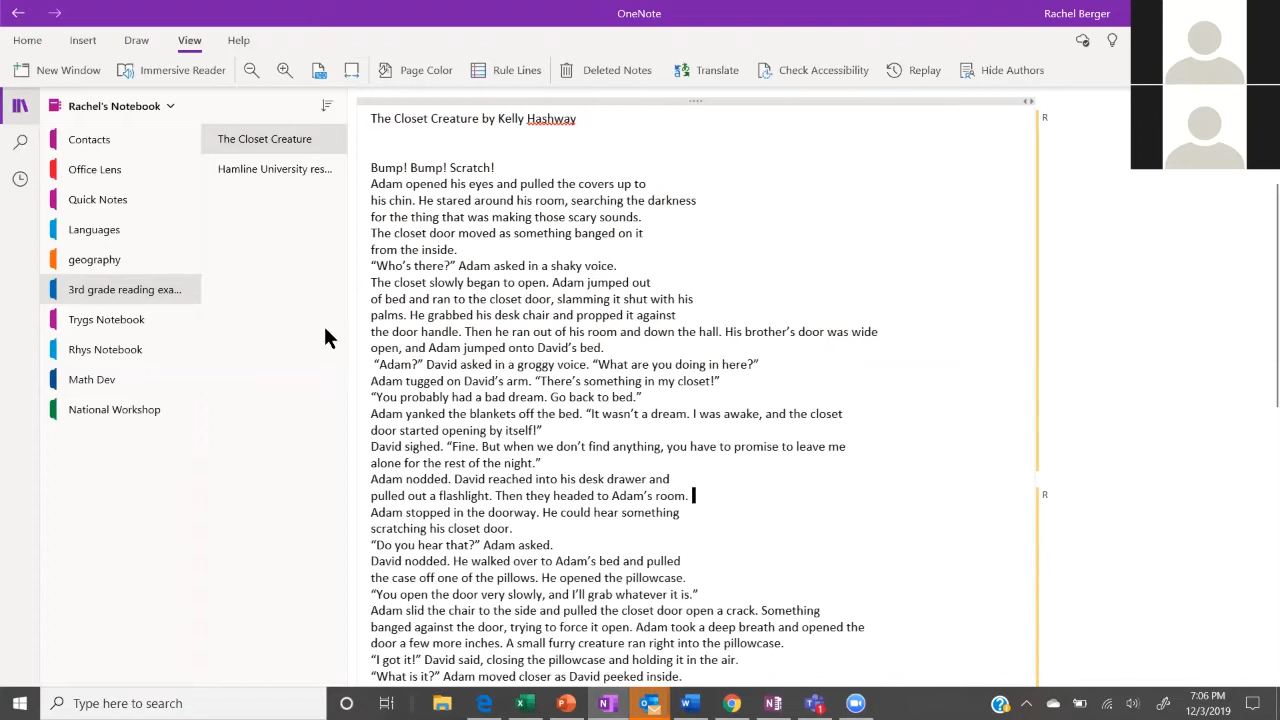 OneNote
Rachel Berger
Home
Insert
Draw
View
Help
New Window
Immersive Reader
Page Color
Rule Lines
Deleted Notes
Translate
Check Accessibility
Replay
Hide Authors
Rachel's Notebook
Contacts
Office Lens
Quick Notes
Languages
geography
3rd grade reading exa...
Trygs Notebook
Rhys Notebook
Math Dev
National Workshop
The Closet Creature
Hamline University res...
The Closet Creature by Kelly Hashway
R
Bump! Bump! Scratch!
Adam opened his eyes and pulled the covers up to
his chin. He stared around his room, searching the darkness
for the thing that was making those scary sounds.
The closet door moved as something banged on it
from the inside.
“Who’s there?” Adam asked in a shaky voice.
The closet slowly began to open. Adam jumped out
of bed and ran to the closet door, slamming it shut with his
palms. He grabbed his desk chair and propped it against
the door handle. Then he ran out of his room and down the hall. His brother’s door was wide
open, and Adam jumped onto David’s bed.
“Adam?” David asked in a groggy voice. “What are you doing in here?”
Adam tugged on David’s arm. “There’s something in my closet!”
“You probably had a bad dream. Go back to bed.”
Adam yanked the blankets off the bed. “It wasn’t a dream. I was awake, and the closet
door started opening by itself!”
David sighed. “Fine. But when we don’t find anything, you have to promise to leave me
alone for the rest of the night.”
Adam nodded. David reached into his desk drawer and
pulled out a flashlight. Then they headed to Adam’s room.
R
Adam stopped in the doorway. He could hear something
scratching his closet door.
“Do you hear that?” Adam asked.
David nodded. He walked over to Adam’s bed and pulled
the case off one of the pillows. He opened the pillowcase.
“You open the door very slowly, and I’ll grab whatever it is.”
Adam slid the chair to the side and pulled the closet door open a crack. Something
banged against the door, trying to force it open. Adam took a deep breath and opened the
door a few more inches. A small furry creature ran right into the pillowcase.
“I got it!” David said, closing the pillowcase and holding it in the air.
“What is it?” Adam moved closer as David peeked inside.
Type here to search
7:06 PM
12/3/2019